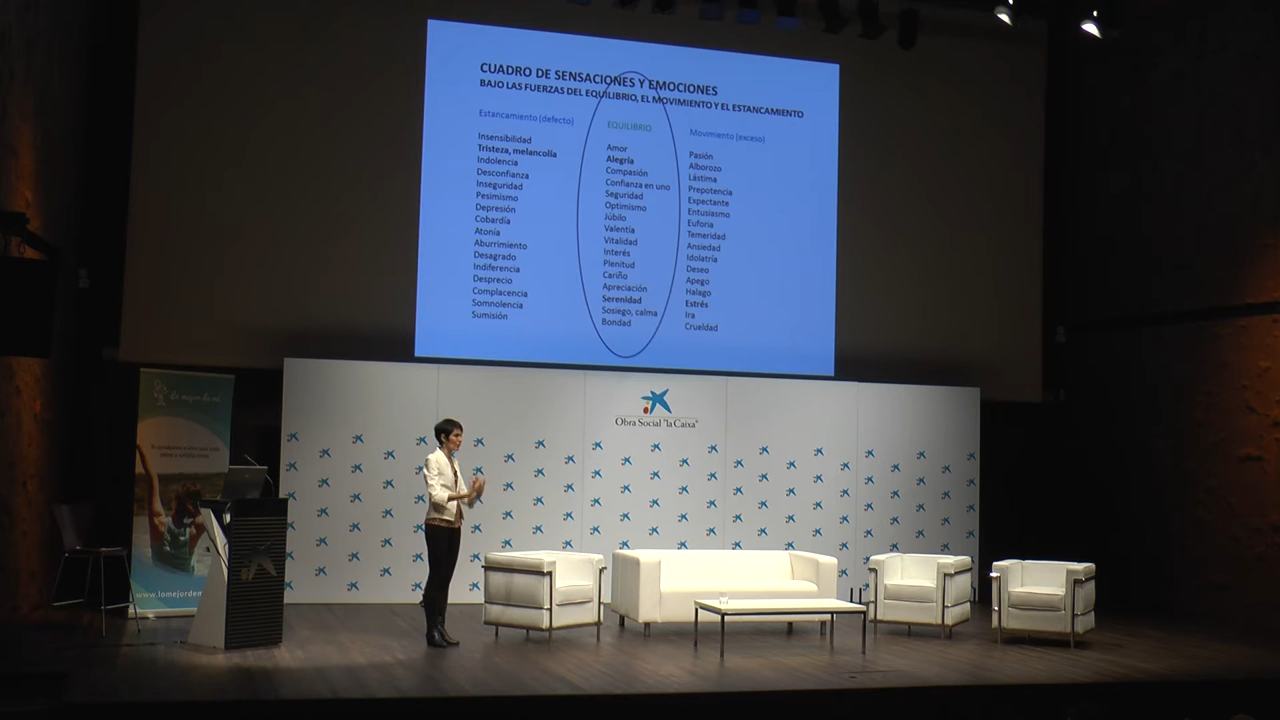 CUADRO DE SENSACIONES Y EMOCIONES
BAJO LAS FUERZAS DEL EQUILIBRIO, EL MOVIMIENTO Y EL ESTANCAMIENTO
Estancamiento (defecto)
Insensibilidad
Tristeza, melancolía
Indolencia
Desconfianza
Inseguridad
Pesimismo
Depresión
Cobardía
Atonía
Aburrimiento
Desagrado
Indiferencia
Desprecio
Complacencia
Somnolencia
Sumisión
EQUILIBRIO
Amor
Alegría
Compasión
Confianza en uno
Seguridad
Optimismo
Júbilo
Valentía
Vitalidad
Interés
Plenitud
Cariño
Apreciación
Serenidad
Sosiego, calma
Bondad
Movimiento (exceso)
Pasión
Alborozo
Lástima
Prepotencia
Expectante
Entusiasmo
Euforia
Temeridad
Ansiedad
Idolatría
Deseo
Apego
Halago
Estrés
Ira
Crueldad
Obra Social "la Caixa"
Lo mejor de mi
www.lomejordem